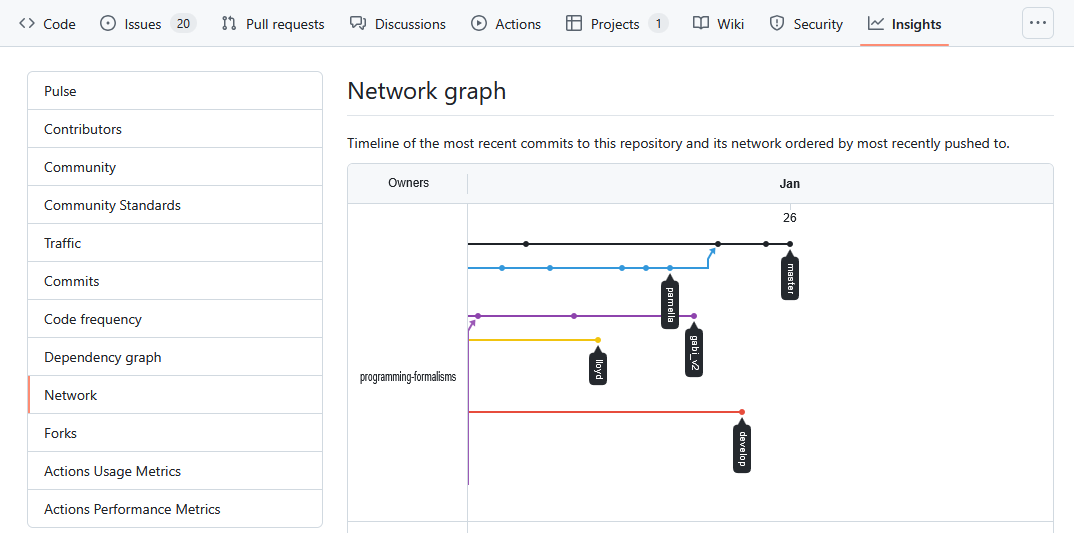 Code Issues 20 Pull requests Discussions Actions Projects 1 Wiki Security Insights ...
Pulse
Contributors
Community
Community Standards
Traffic
Commits
Code frequency
Dependency graph
Network
Forks
Actions Usage Metrics
Actions Performance Metrics
Network graph
Timeline of the most recent commits to this repository and its network ordered by most recently pushed to.
Owners Jan
26
master
pamella
gabi_v2
lloyd
programming-formalisms
develop